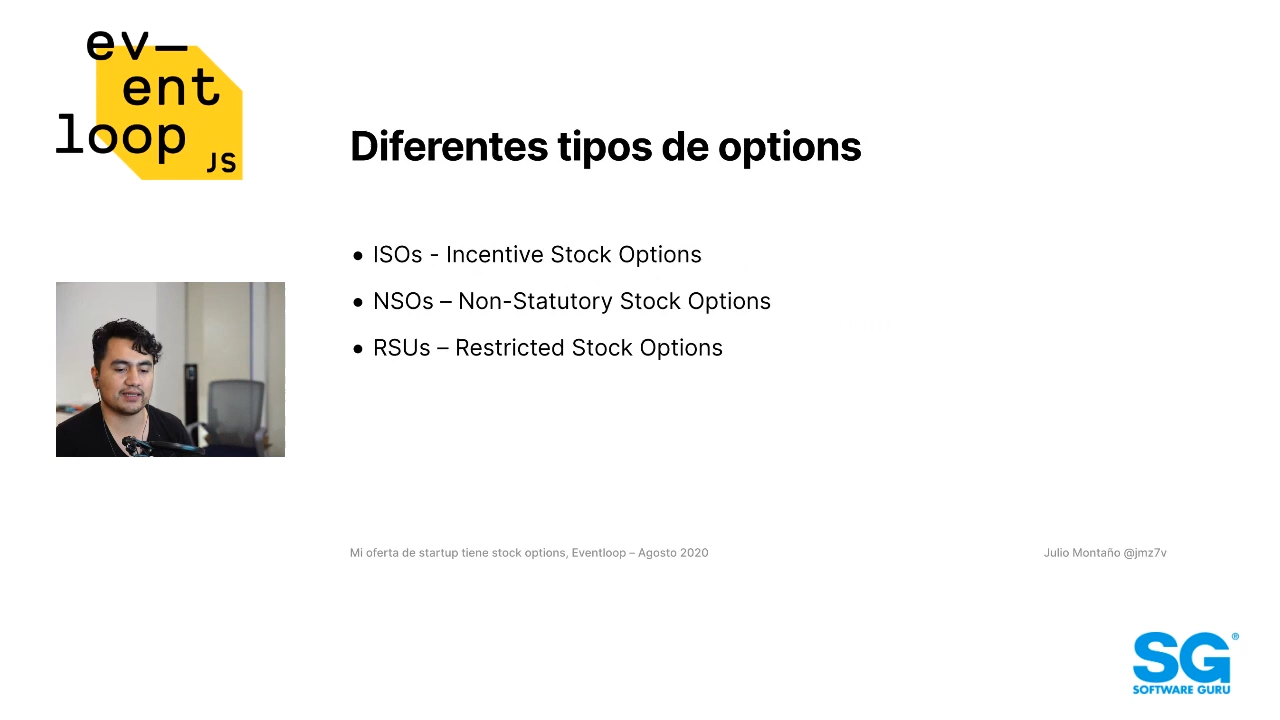 ev—
ent
loop
JS
Diferentes tipos de options
• ISOs - Incentive Stock Options
• NSOs – Non-Statutory Stock Options
• RSUs – Restricted Stock Options
Mi oferta de startup tiene stock options, Eventloop – Agosto 2020
Julio Montaño @jmz7v
SG®
SOFTWARE GURU